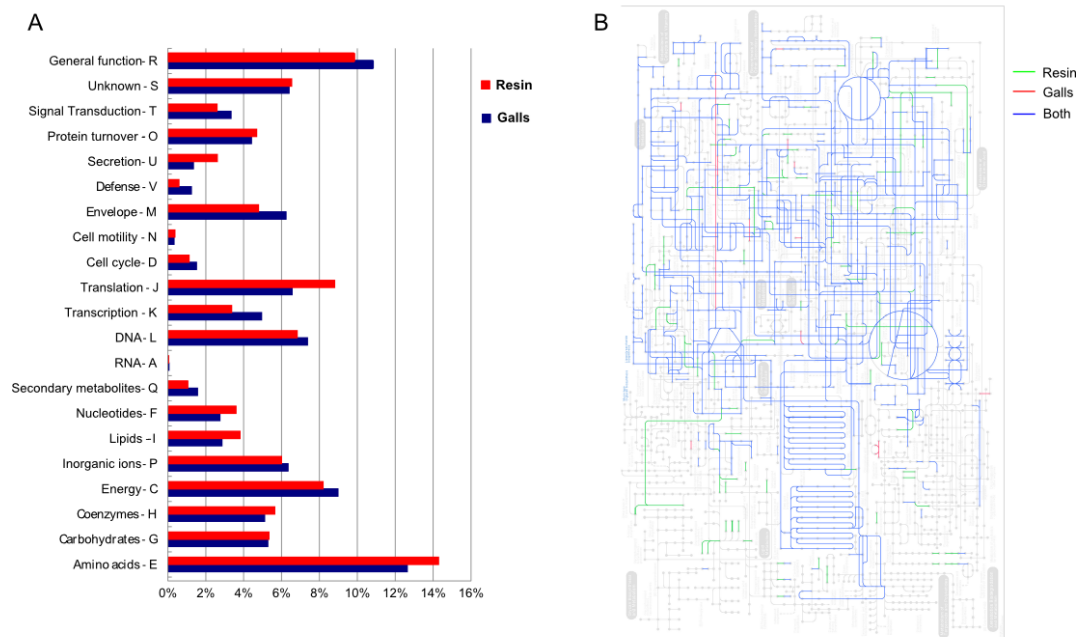 A
General function- R
Unknown - S
Signal Transduction- T
Protein turnover - O
Secretion- U
Defense - V
Envelope - M
Cell motility - N
Cell cycle- D
Translation - J
Transcription - K
DNA- L
RNA- A
Secondary metabolites- Q
Nucleotides- F
Lipids –I
Inorganic ions- P
Energy- C
Coenzymes - H
Carbohydrates- G
Amino acids - E
0% 2% 4% 6% 8% 10% 12% 14% 16%
Resin
Galls
B
Resin
Galls
Both